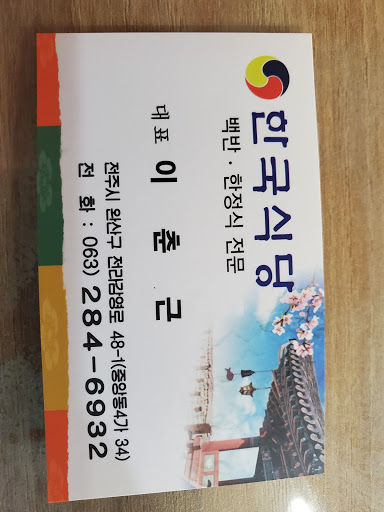 한국식당
백반·한정식 전문
대표 이춘근
전주시 완산구 전라감영로 48-1(중앙동4가 34)
전 화 : 063) 284-6932